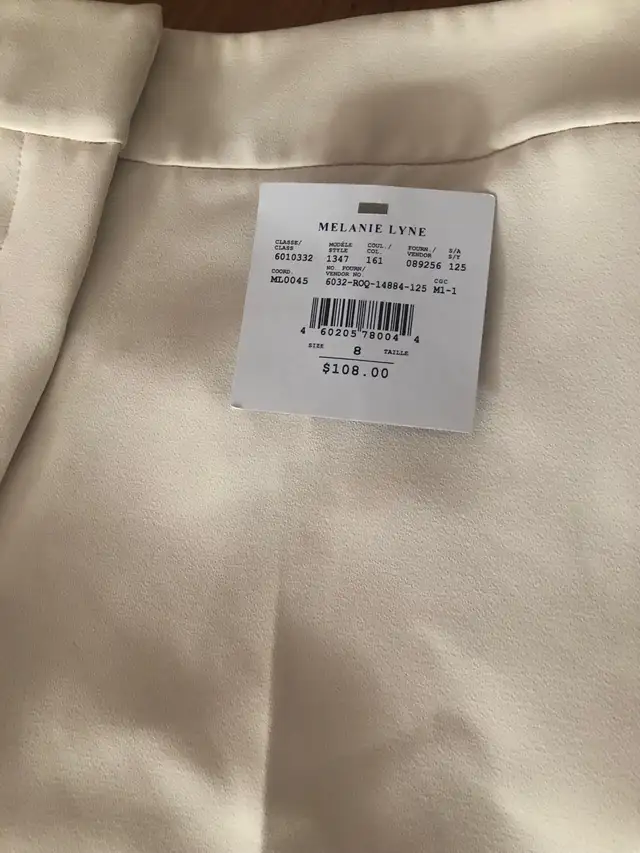 MELANIE LYNE
CLASSE/ MODÈLE COUL./ FOURN./ S/A
CLASS STYLE COL. VENDOR S/Y
6010332 1347 161 089256 125
COORD. NO. FOURN/ CGC
VENDOR NO.
ML0045 6032-ROQ-14884-125 M1-1
4 60205 78004 4
SIZE 8 TAILLE
$108.00